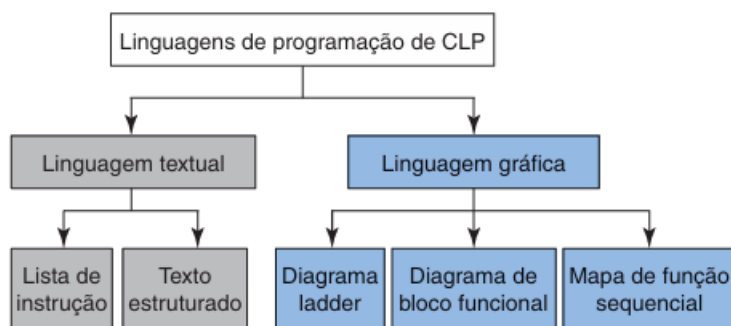 Linguagens de programação de CLP
Linguagem textual
Linguagem gráfica
Lista de
instrução
Texto
estruturado
Diagrama
ladder
Diagrama de
bloco funcional
Mapa de função
sequencial